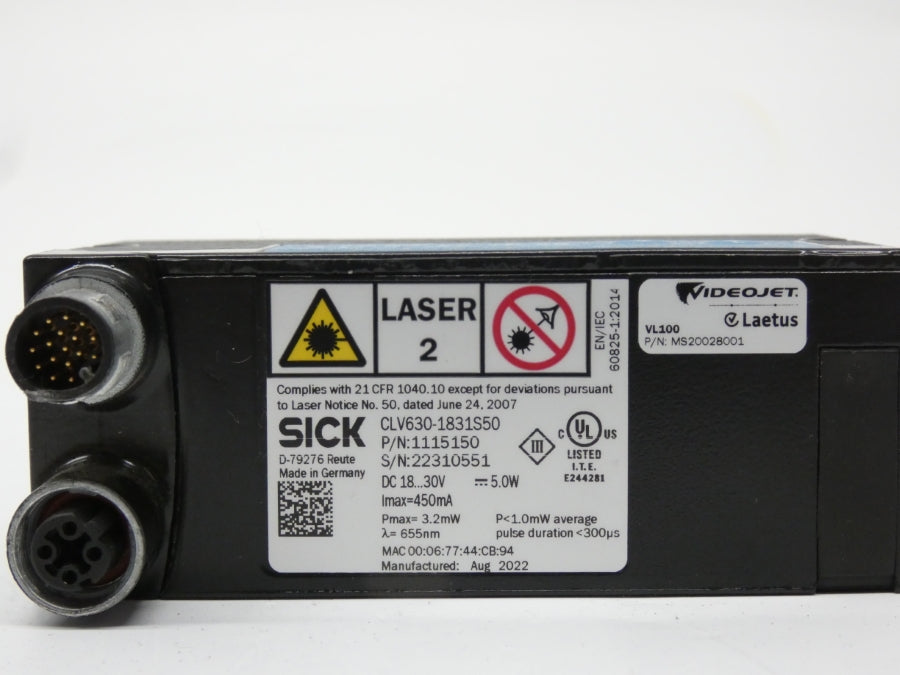 LASER
2
EN/IEC
60825-1:2014
Complies with 21 CFR 1040.10 except for deviations pursuant
to Laser Notice No. 50, dated June 24, 2007
SICK
D-79276 Reute
Made in Germany
CLV630-1831S50
P/N:1115150
S/N:22310551
DC 18...30V ⎓ 5.0W
Imax=450mA
Pmax= 3.2mW
λ= 655nm
P<1.0mW average
pulse duration <300µs
MAC 00:06:77:44:CB:94
Manufactured: Aug 2022
III
C UL US
LISTED
I.T.E.
E244281
VIDEOJET.
Laetus
VL100
P/N: MS20028001